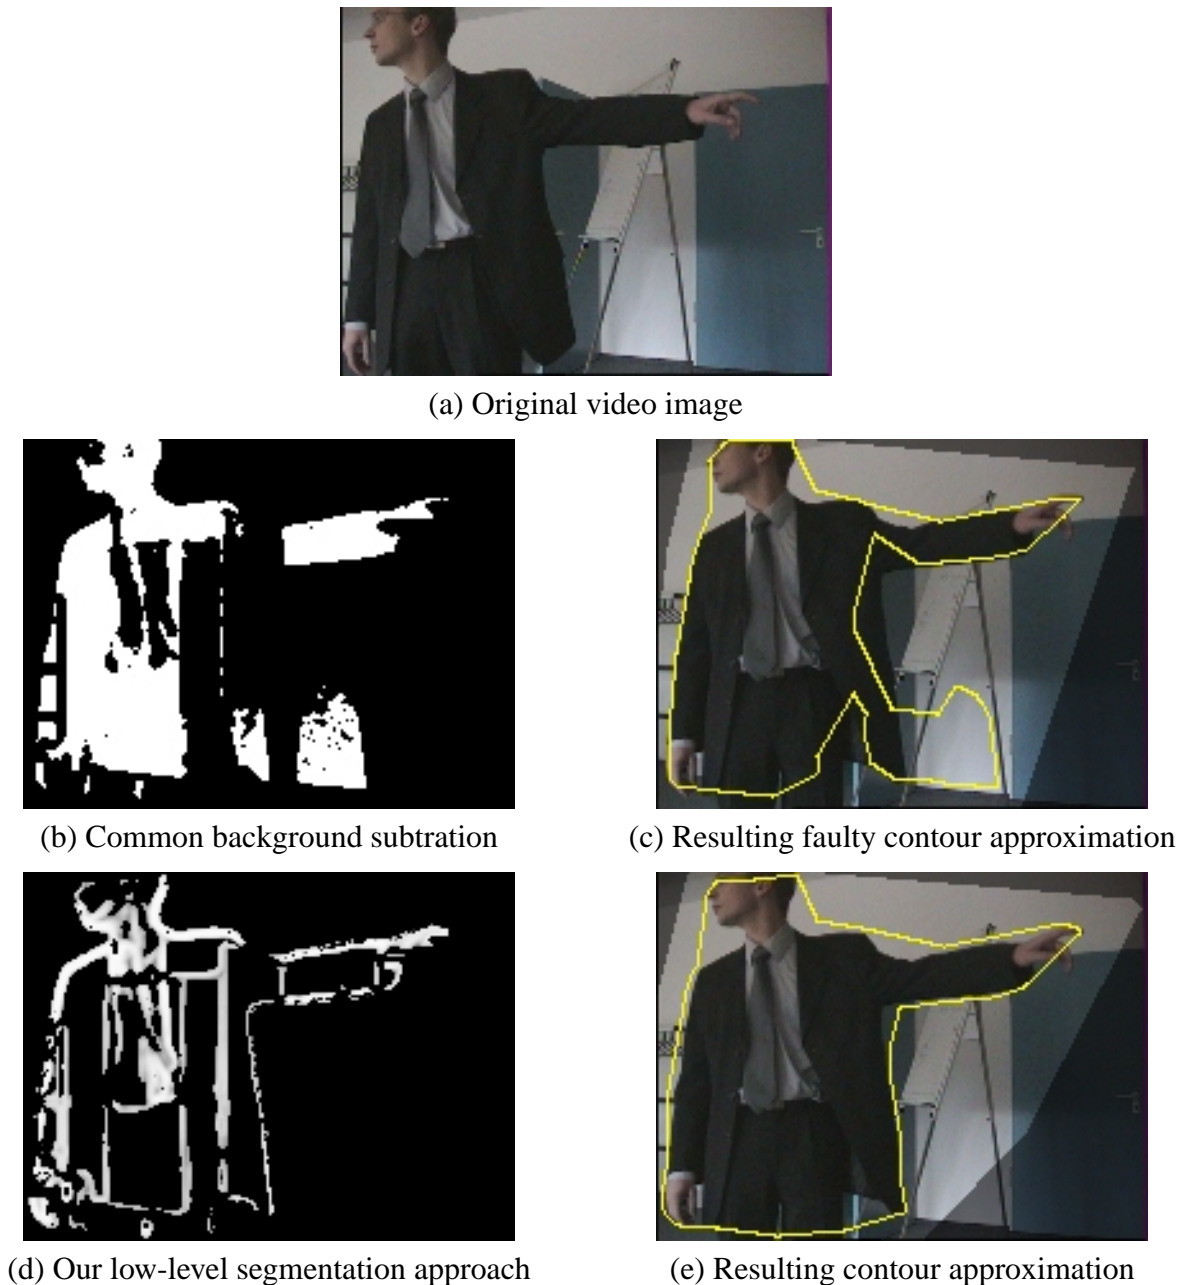 (a) Original video image
(b) Common background subtration
(c) Resulting faulty contour approximation
(d) Our low-level segmentation approach
(e) Resulting contour approximation